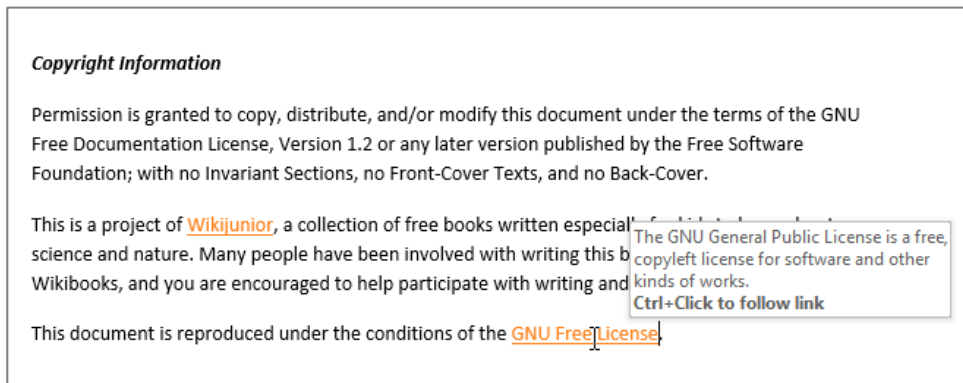 Copyright Information
Permission is granted to copy, distribute, and/or modify this document under the terms of the GNU
Free Documentation License, Version 1.2 or any later version published by the Free Software
Foundation; with no Invariant Sections, no Front-Cover Texts, and no Back-Cover.
This is a project of Wikijunior, a collection of free books written especially
science and nature. Many people have been involved with writing this
Wikibooks, and you are encouraged to help participate with writing and
The GNU General Public License is a free,
copyleft license for software and other
kinds of works.
Ctrl+Click to follow link
This document is reproduced under the conditions of the GNU Free License.